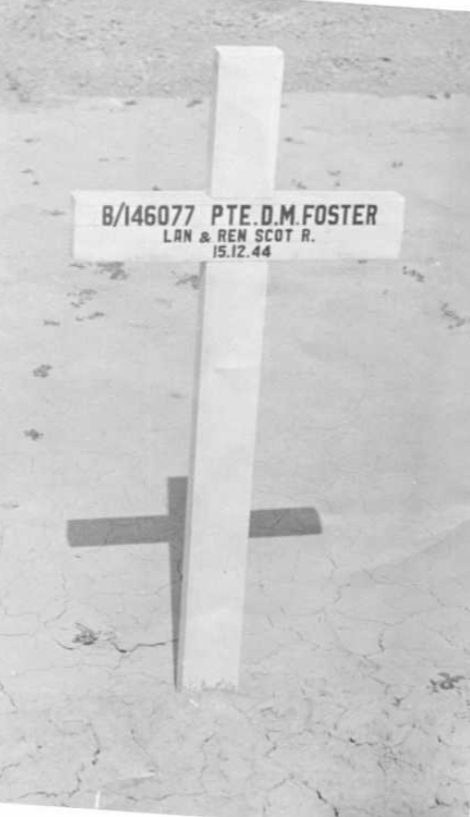 B/146077 PTE.D.M.FOSTER
LAN & REN SCOT R.
15.12.44